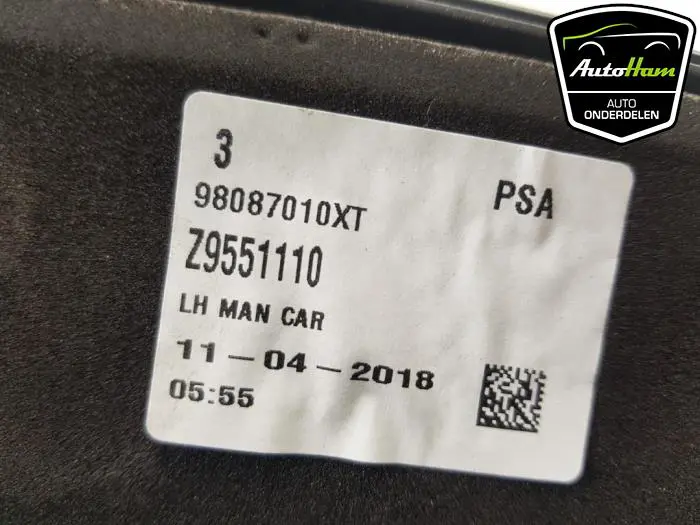 3
PSA
98087010XT
Z9551110
LH MAN CAR
11-04-2018
05:55
AutoHam
AUTO
ONDERDELEN